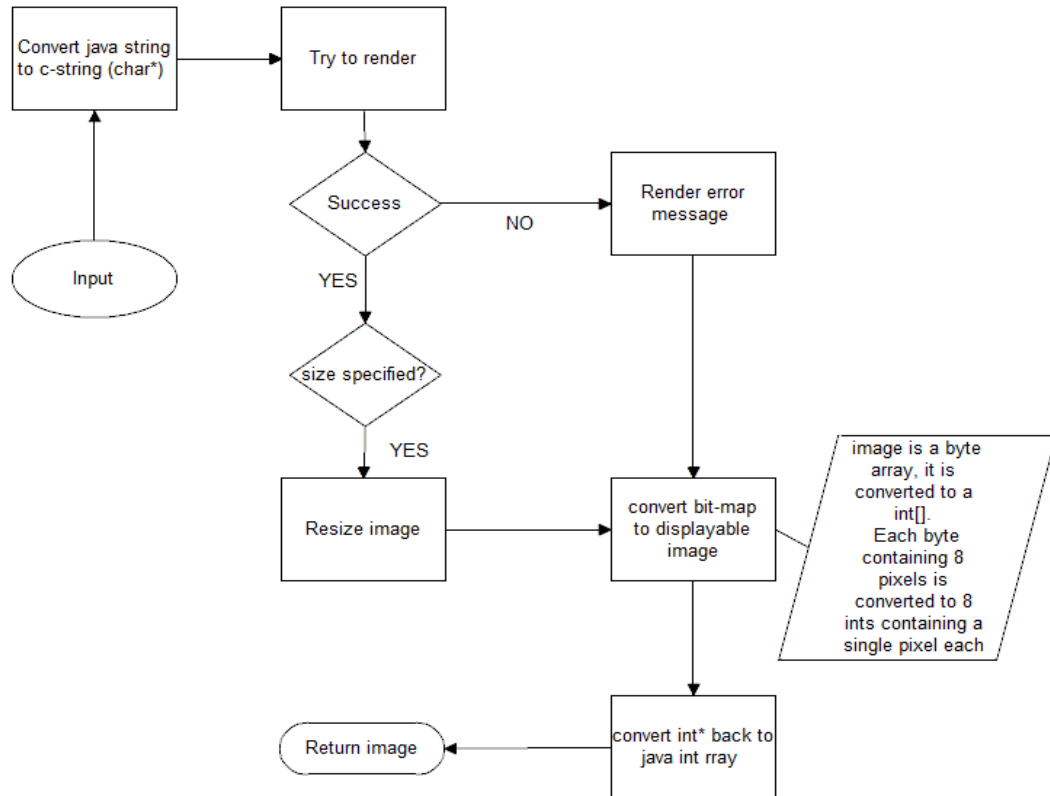 Convert java string
to c-string (char*)
Try to render
Success
NO
Render error
message
Input
YES
size specified?
YES
Resize image
convert bit-map
to displayable
image
image is a byte
array, it is
converted to a
int[].
Each byte
containing 8
pixels is
converted to 8
ints containing a
single pixel each
convert int* back to
java int rray
Return image